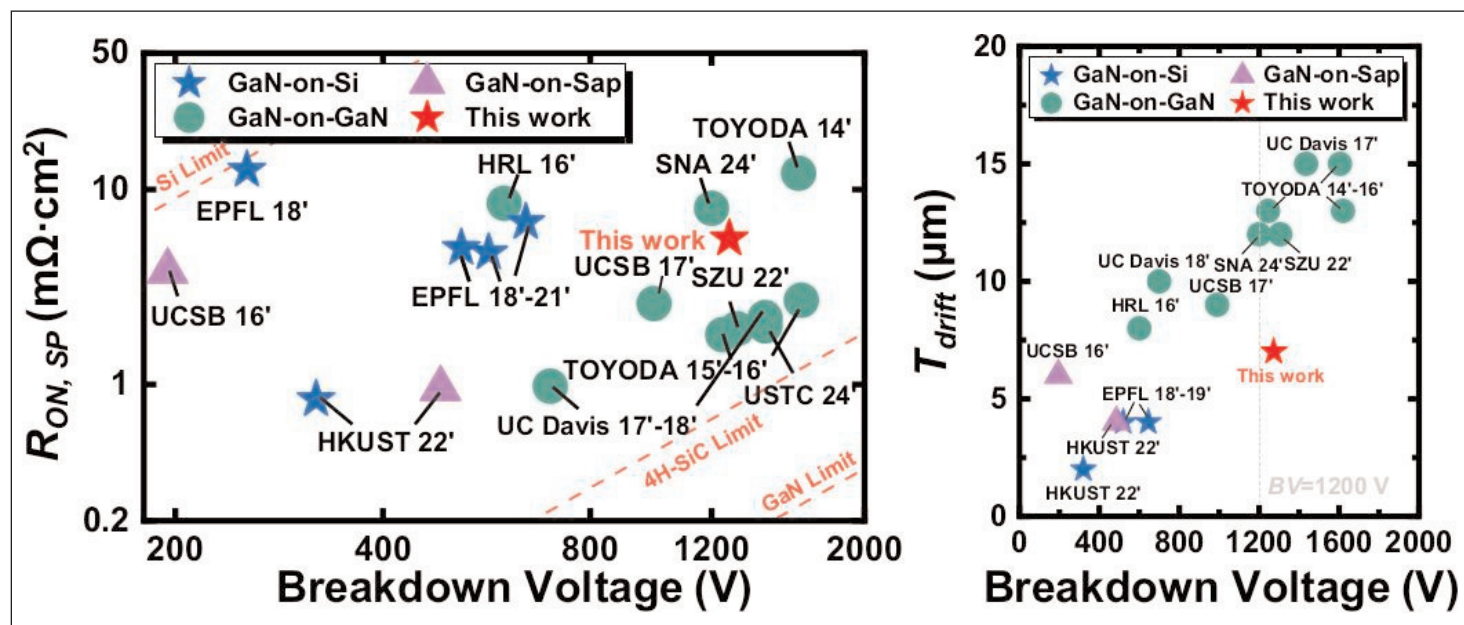 50
10
1
0.2
R_ON, SP (mΩ·cm²)
GaN-on-Si
GaN-on-Sap
GaN-on-GaN
This work
Si Limit
EPFL 18'
UCSB 16'
HRL 16'
TOYODA 14'
SNA 24'
This work
UCSB 17'
SZU 22'
EPFL 18'-21'
TOYODA 15'-16'
USTC 24'
HKUST 22'
UC Davis 17'-18'
4H-SiC Limit
GaN Limit
200 400 800 1200 2000
Breakdown Voltage (V)
20
15
10
5
0
T_drift (μm)
GaN-on-Si
GaN-on-Sap
GaN-on-GaN
This work
UC Davis 17'
TOYODA 14'-16'
UC Davis 18'
SNA 24'
SZU 22'
UCSB 17'
HRL 16'
UCSB 16'
This work
EPFL 18'-19'
HKUST 22'
HKUST 22'
BV=1200 V
0 400 800 1200 1600 2000
Breakdown Voltage (V)